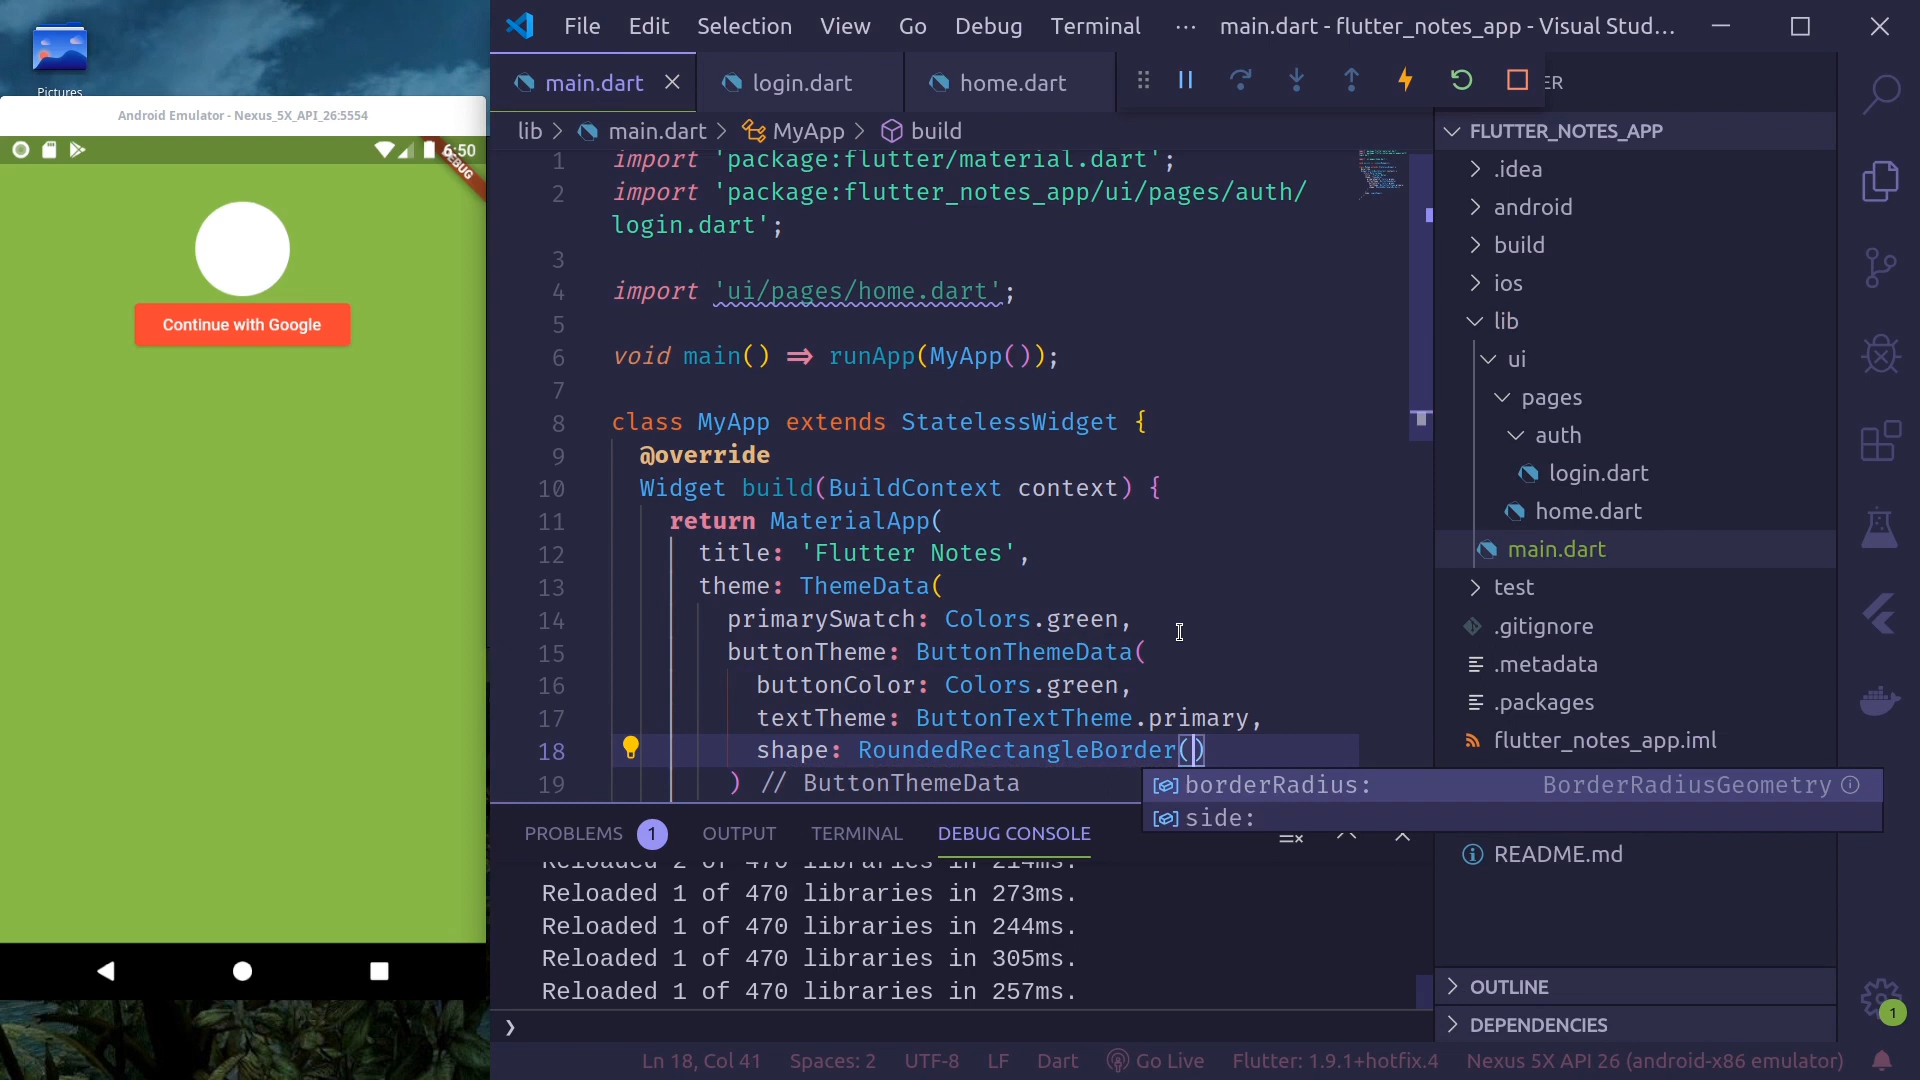 Pictures
Android Emulator - Nexus_5X_API_26:5554
6:50
DEBUG
Continue with Google
File Edit Selection View Go Debug Terminal ··· main.dart - flutter_notes_app - Visual Stud...
main.dart login.dart home.dart
ER
lib > main.dart > MyApp > build
1 import 'package:flutter/material.dart';
2 import 'package:flutter_notes_app/ui/pages/auth/
login.dart';
3
4 import 'ui/pages/home.dart';
5
6 void main() => runApp(MyApp());
7
8 class MyApp extends StatelessWidget {
9 @override
10 Widget build(BuildContext context) {
11 return MaterialApp(
12 title: 'Flutter Notes',
13 theme: ThemeData(
14 primarySwatch: Colors.green,
15 buttonTheme: ButtonThemeData(
16 buttonColor: Colors.green,
17 textTheme: ButtonTextTheme.primary,
18 shape: RoundedRectangleBorder()
19 ) // ButtonThemeData
borderRadius: BorderRadiusGeometry
side:
PROBLEMS 1 OUTPUT TERMINAL DEBUG CONSOLE
Reloaded 2 of 470 libraries in 214ms.
Reloaded 1 of 470 libraries in 273ms.
Reloaded 1 of 470 libraries in 244ms.
Reloaded 1 of 470 libraries in 305ms.
Reloaded 1 of 470 libraries in 257ms.
FLUTTER_NOTES_APP
.idea
android
build
ios
lib
ui
pages
auth
login.dart
home.dart
main.dart
test
.gitignore
.metadata
.packages
flutter_notes_app.iml
README.md
OUTLINE
DEPENDENCIES
1
Ln 18, Col 41 Spaces: 2 UTF-8 LF Dart Go Live Flutter: 1.9.1+hotfix.4 Nexus 5X API 26 (android-x86 emulator)